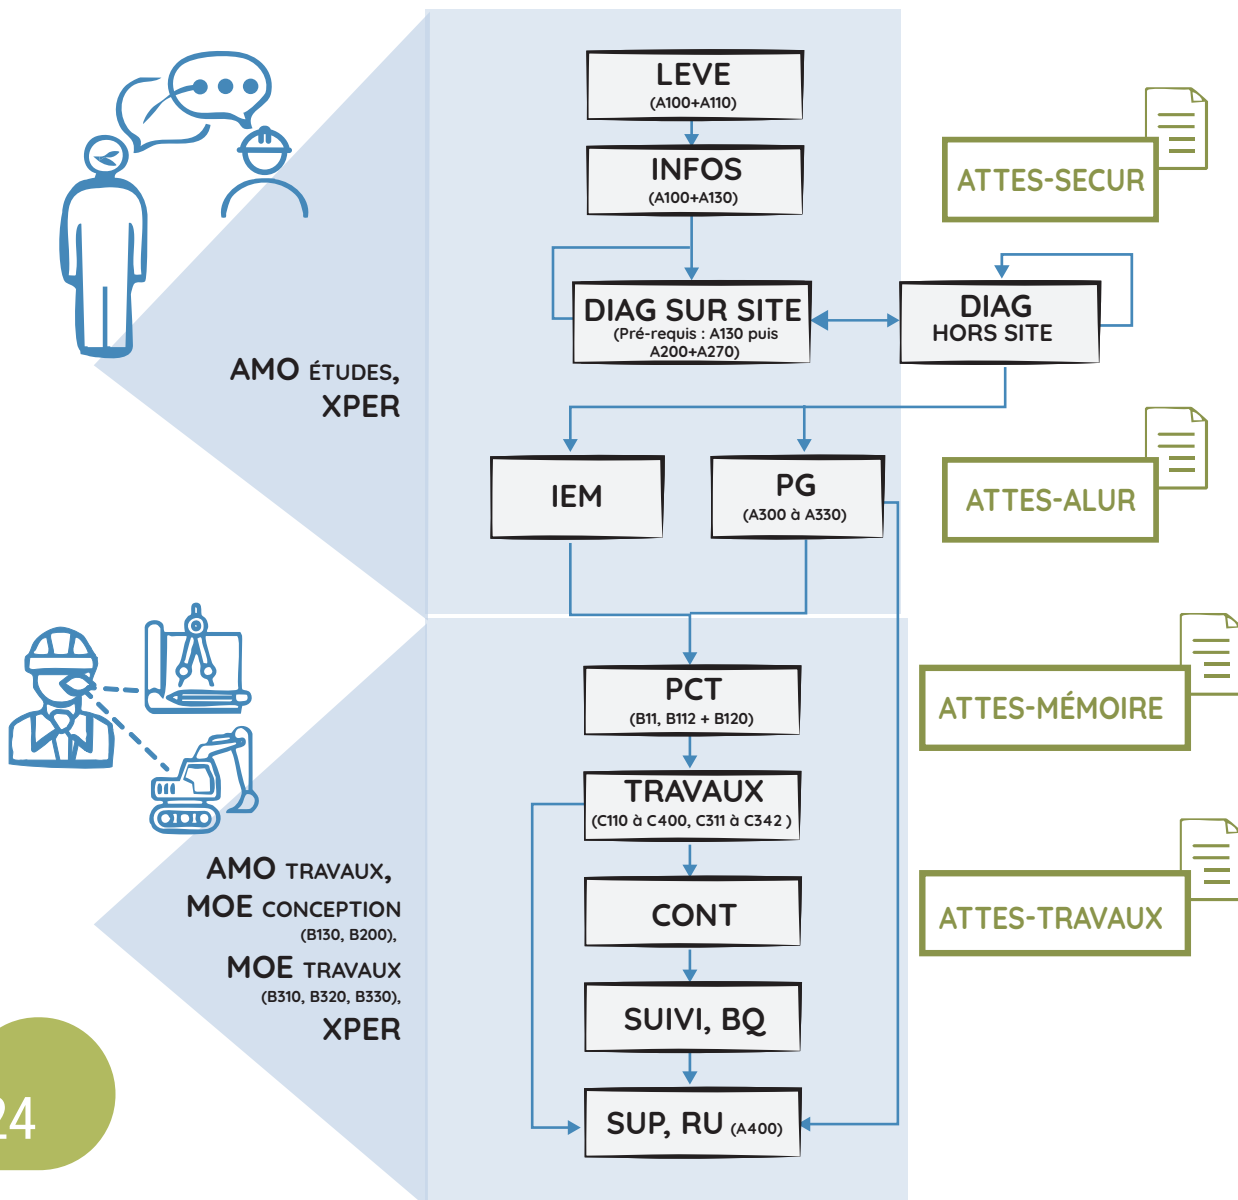 LEVE
(A100+A110)
INFOS
(A100+A130)
ATTES-SECUR
DIAG SUR SITE
(Pré-requis : A130 puis
A200+A270)
DIAG
HORS SITE
AMO ÉTUDES,
XPER
IEM
PG
(A300 à A330)
ATTES-ALUR
PCT
(B11, B112 + B120)
ATTES-MÉMOIRE
TRAVAUX
(C110 à C400, C311 à C342 )
AMO TRAVAUX,
MOE CONCEPTION
(B130, B200),
MOE TRAVAUX
(B310, B320, B330),
XPER
CONT
ATTES-TRAVAUX
SUIVI, BQ
SUP, RU (A400)
24